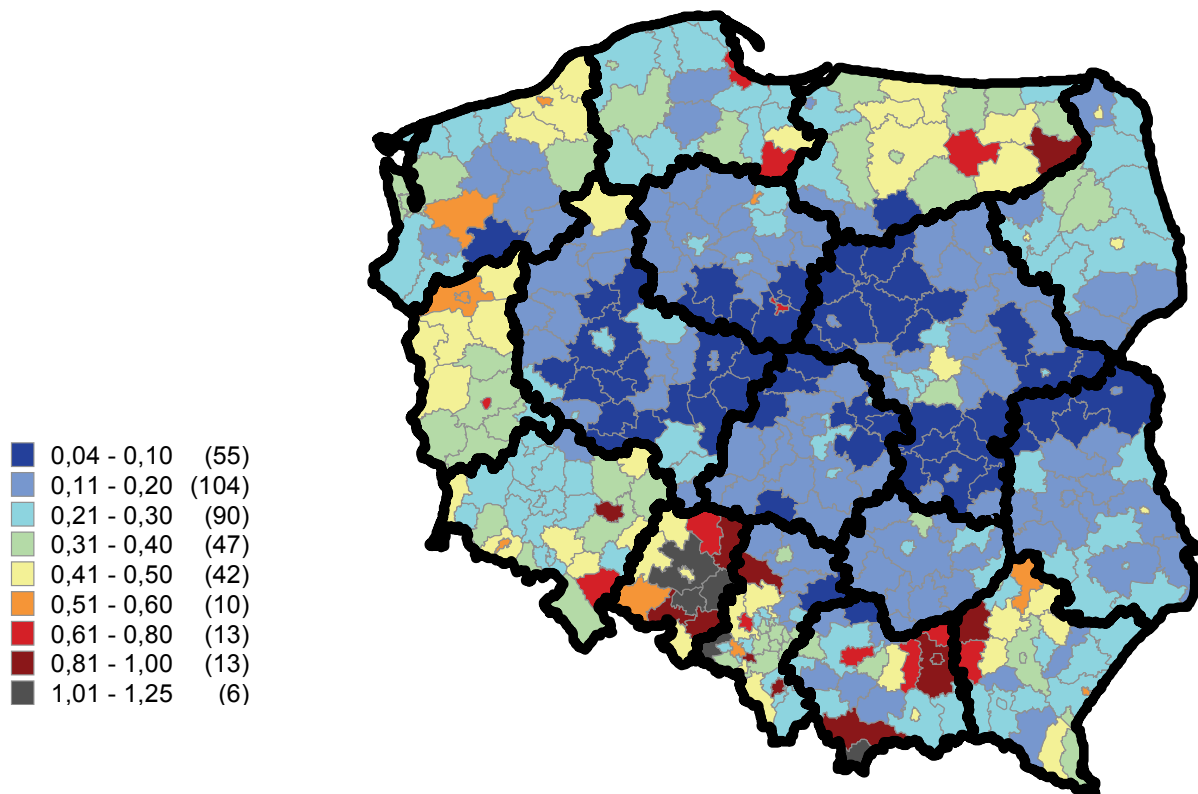 0,04 - 0,10 (55)
0,11 - 0,20 (104)
0,21 - 0,30 (90)
0,31 - 0,40 (47)
0,41 - 0,50 (42)
0,51 - 0,60 (10)
0,61 - 0,80 (13)
0,81 - 1,00 (13)
1,01 - 1,25 (6)